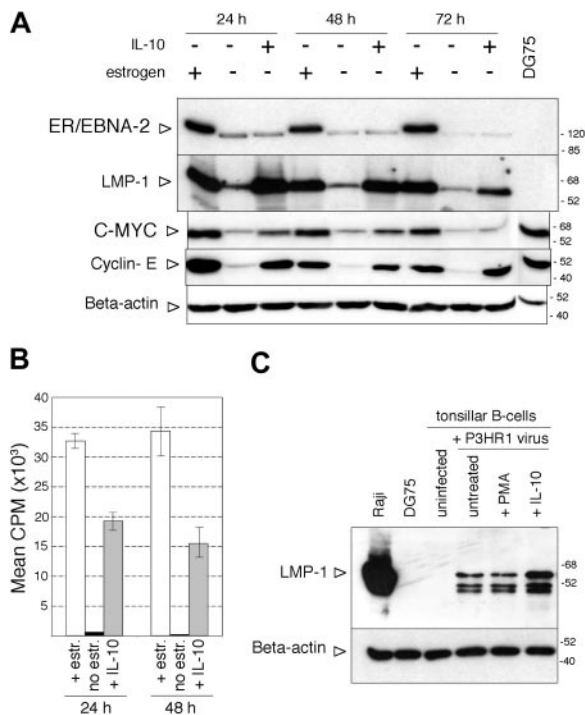 A
24 h 48 h 72 h
IL-10 - - + - - + - - + DG75
estrogen + - - + - - + - -
ER/EBNA-2
- 120
- 85
LMP-1
- 68
- 52
C-MYC
- 68
- 52
Cyclin- E
- 52
- 40
Beta-actin
- 52
- 40
B
Mean CPM (x10³)
40
35
30
25
20
15
10
5
+ estr. no estr. + IL-10 + estr. no estr. + IL-10
24 h 48 h
C
tonsillar B-cells
+ P3HR1 virus
Raji DG75 uninfected untreated + PMA + IL-10
LMP-1
-68
-52
Beta-actin
-52
-40